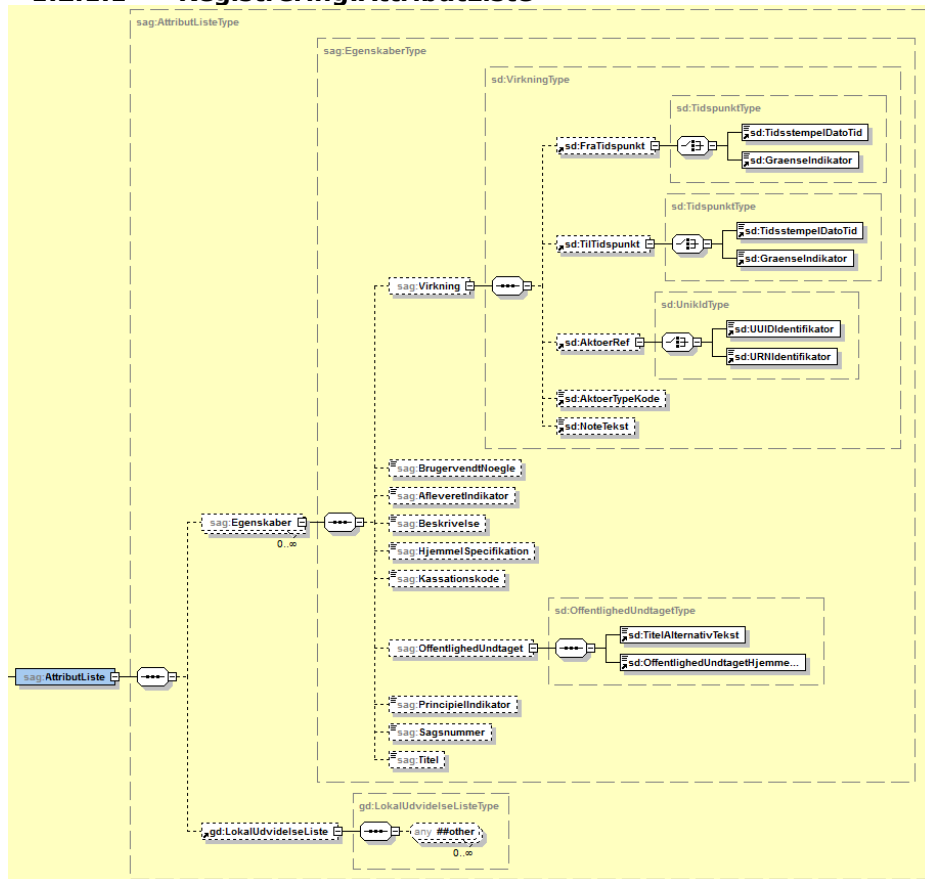 RegistreringAttributListe
sag:AttributListeType
sag:EgenskaberType
sd:VirkningType
sd:TidspunktType
sd:TidsstempelDatoTid
sd:FraTidspunkt
sd:GraenseIndikator
sd:TidspunktType
sd:TidsstempelDatoTid
sd:TilTidspunkt
sd:GraenseIndikator
sag:Virkning
sd:UnikIdType
sd:UUIDIdentifikator
sd:AktoerRef
sd:URNIdentifikator
sd:AktoerTypeKode
sd:NoteTekst
sag:BrugervendtNoegle
sag:AfleveretIndikator
sag:Egenskaber
sag:Beskrivelse
0..∞
sag:HjemmelSpecifikation
sag:Kassationskode
sd:OffentlighedUndtagetType
sd:TitelAlternativTekst
sag:OffentlighedUndtaget
sd:OffentlighedUndtagetHjemme...
sag:AttributListe
sag:PrincipielIndikator
sag:Sagsnummer
sag:Titel
gd:LokalUdvidelseListeType
gd:LokalUdvidelseListe
any ##other
0..∞